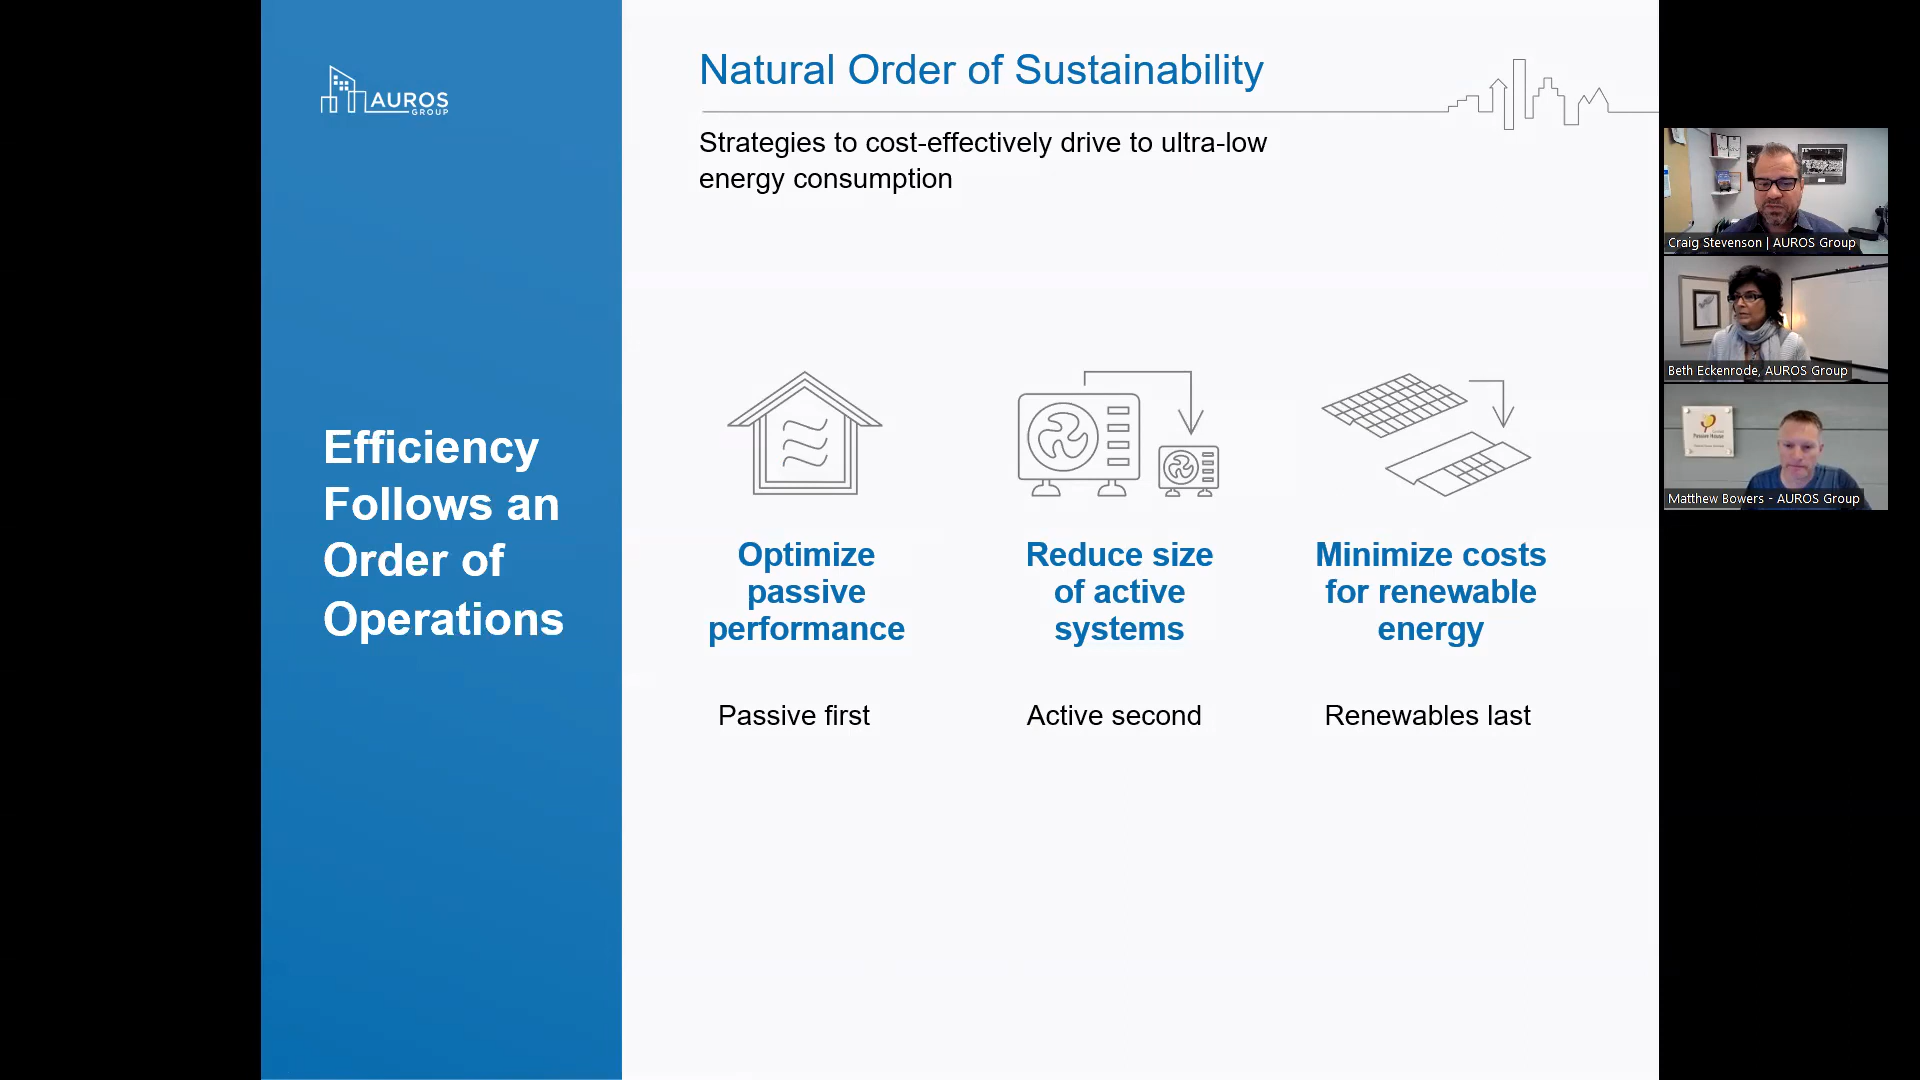 AUROS
GROUP
Efficiency
Follows an
Order of
Operations
Natural Order of Sustainability
Strategies to cost-effectively drive to ultra-low
energy consumption
Optimize
passive
performance
Passive first
Reduce size
of active
systems
Active second
Minimize costs
for renewable
energy
Renewables last
Craig Stevenson | AUROS Group
Beth Eckenrode, AUROS Group
Passive House
Matthew Bowers - AUROS Group